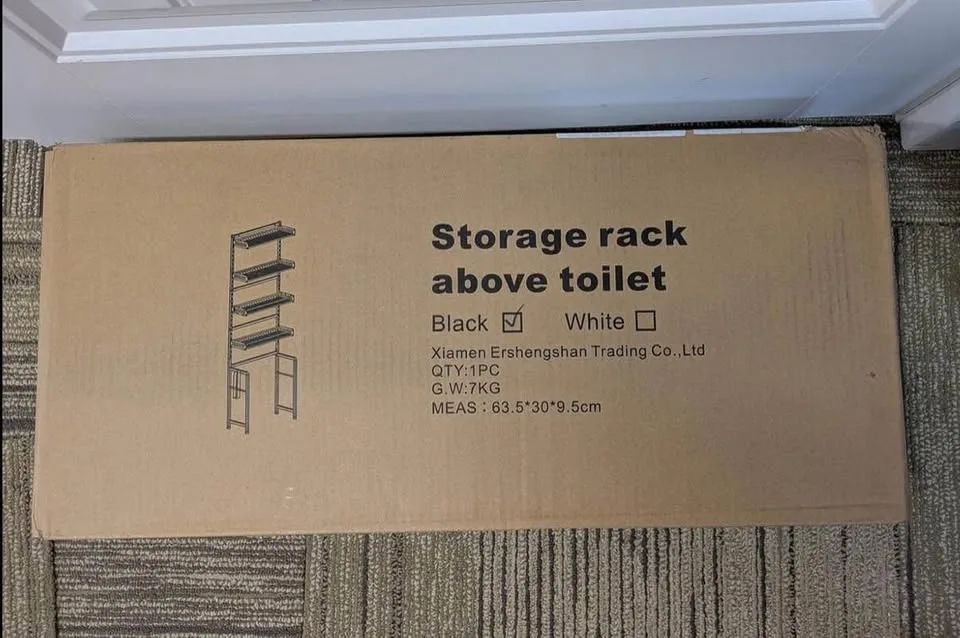 Storage rack
above toilet
Black ☑ White ☐
Xiamen Ershengshan Trading Co.,Ltd
QTY:1PC
G.W:7KG
MEAS：63.5*30*9.5cm